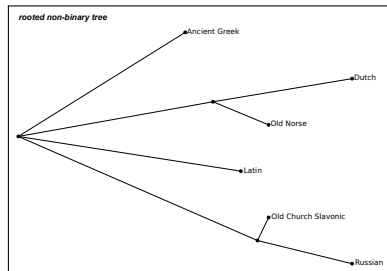 rooted non-binary tree
Ancient Greek
Dutch
Old Norse
Latin
Old Church Slavonic
Russian